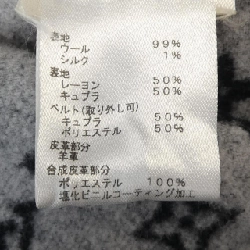 表地
ウール 99%
シルク 1%
裏地
レーヨン 50%
キュプラ 50%
ベルト(取り外し可)
キュプラ 50%
ポリエステル 50%
皮革部分
羊革
合成皮革部分
ポリエステル 100%
塩化ビニルコーティング加工